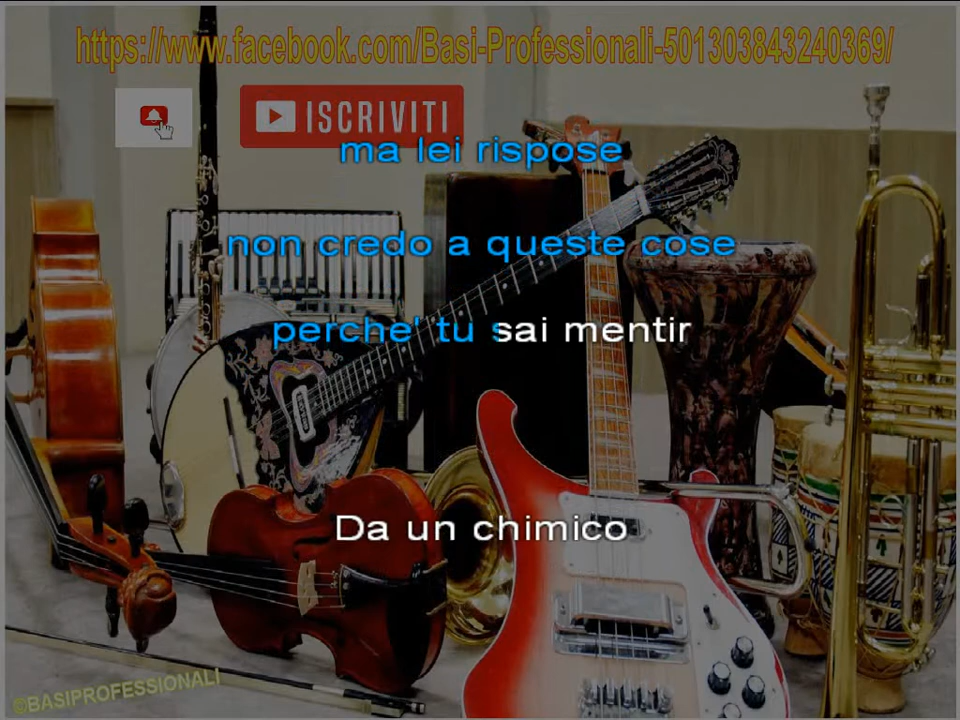 https://www.facebook.com/Basi-Professionali-501303843240369/
ISCRIVITI
ma lei rispose
non credo a queste cose
perche' tu sai mentir
Da un chimico
@BASIPROFESSIONALI